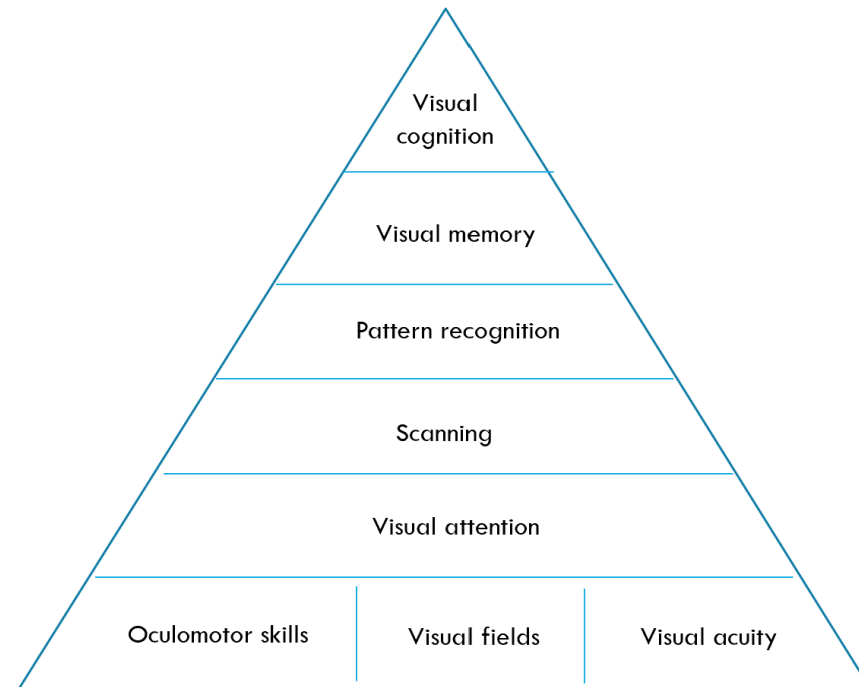 Visual
cognition
Visual memory
Pattern recognition
Scanning
Visual attention
Oculomotor skills
Visual fields
Visual acuity